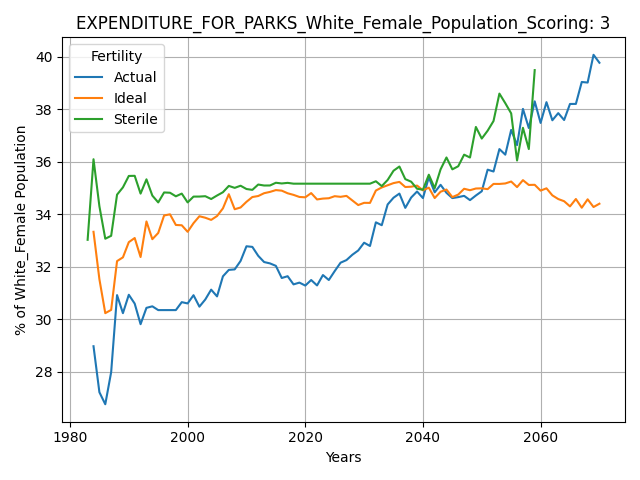 EXPENDITURE_FOR_PARKS_White_Female_Population_Scoring: 3
Fertility
Actual
Ideal
Sterile
% of White_Female Population
40
38
36
34
32
30
28
1980
2000
2020
2040
2060
Years